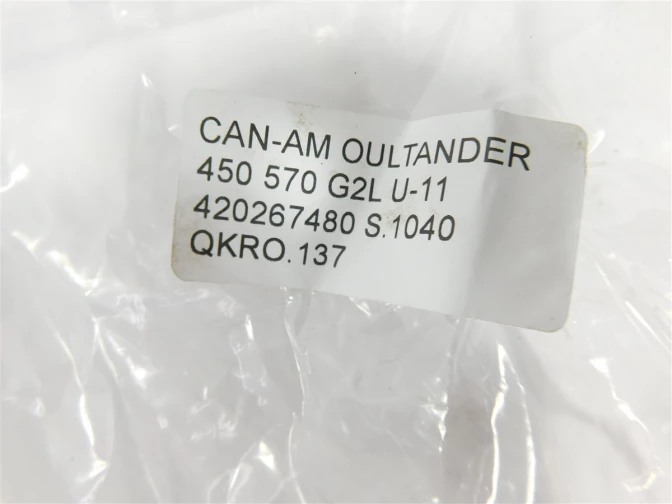 CAN-AM OULTANDER
450 570 G2L U-11
420267480 S.1040
QKRO.137